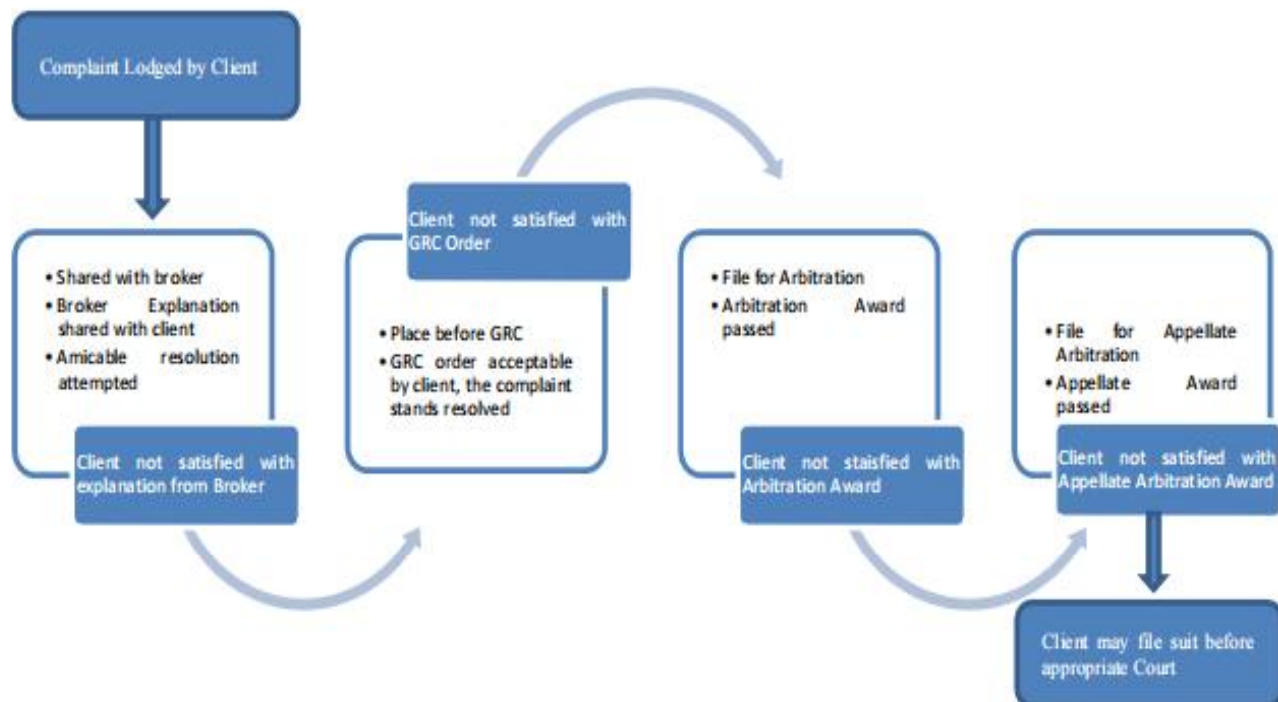 Complaint Lodged by Client
• Shared with broker
• Broker Explanation
shared with client
• Amicable resolution
attempted
Client not satisfied with
explanation from Broker
Client not satisfied with
GRC Order
• Place before GRC
• GRC order acceptable
by client, the complaint
stands resolved
• File for Arbitration
• Arbitration Award
passed
Client not staisfied with
Arbitration Award
• File for Appellate
Arbitration
• Appellate Award
passed
Client not satisfied with
Appellate Arbitration Award
Client may file suit before
appropriate Court